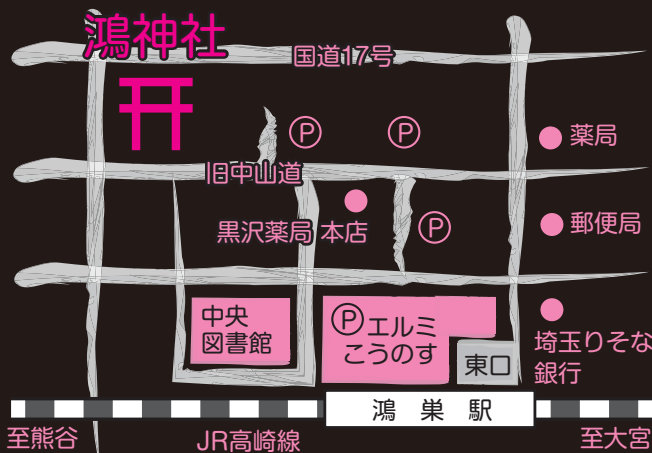 鴻神社
国道17号
Ⓟ
Ⓟ
薬局
旧中山道
黒沢薬局 本店
Ⓟ
郵便局
中央
図書館
Ⓟエルミ
こうのす
東口
埼玉りそな
銀行
鴻巣駅
至熊谷
JR高崎線
至大宮